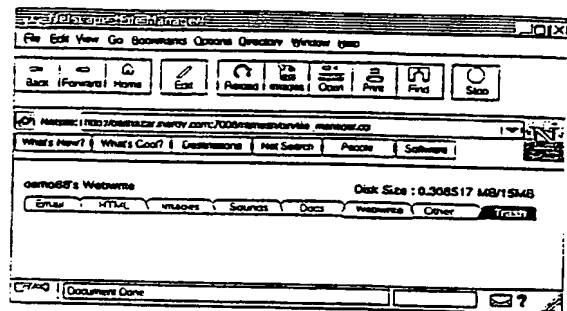 File Edit View Go Bookmarks Options Directory Window Help
Back Forward Home Edit Reload Images Open Print Find Stop
What's New? What's Cool? Destinations Net Search People Software
demo68's Webwrite Disk Size : 0.306517 MB/15MB
Email HTML Images Sounds Docs Webwrite Other Trash
Document Done
?